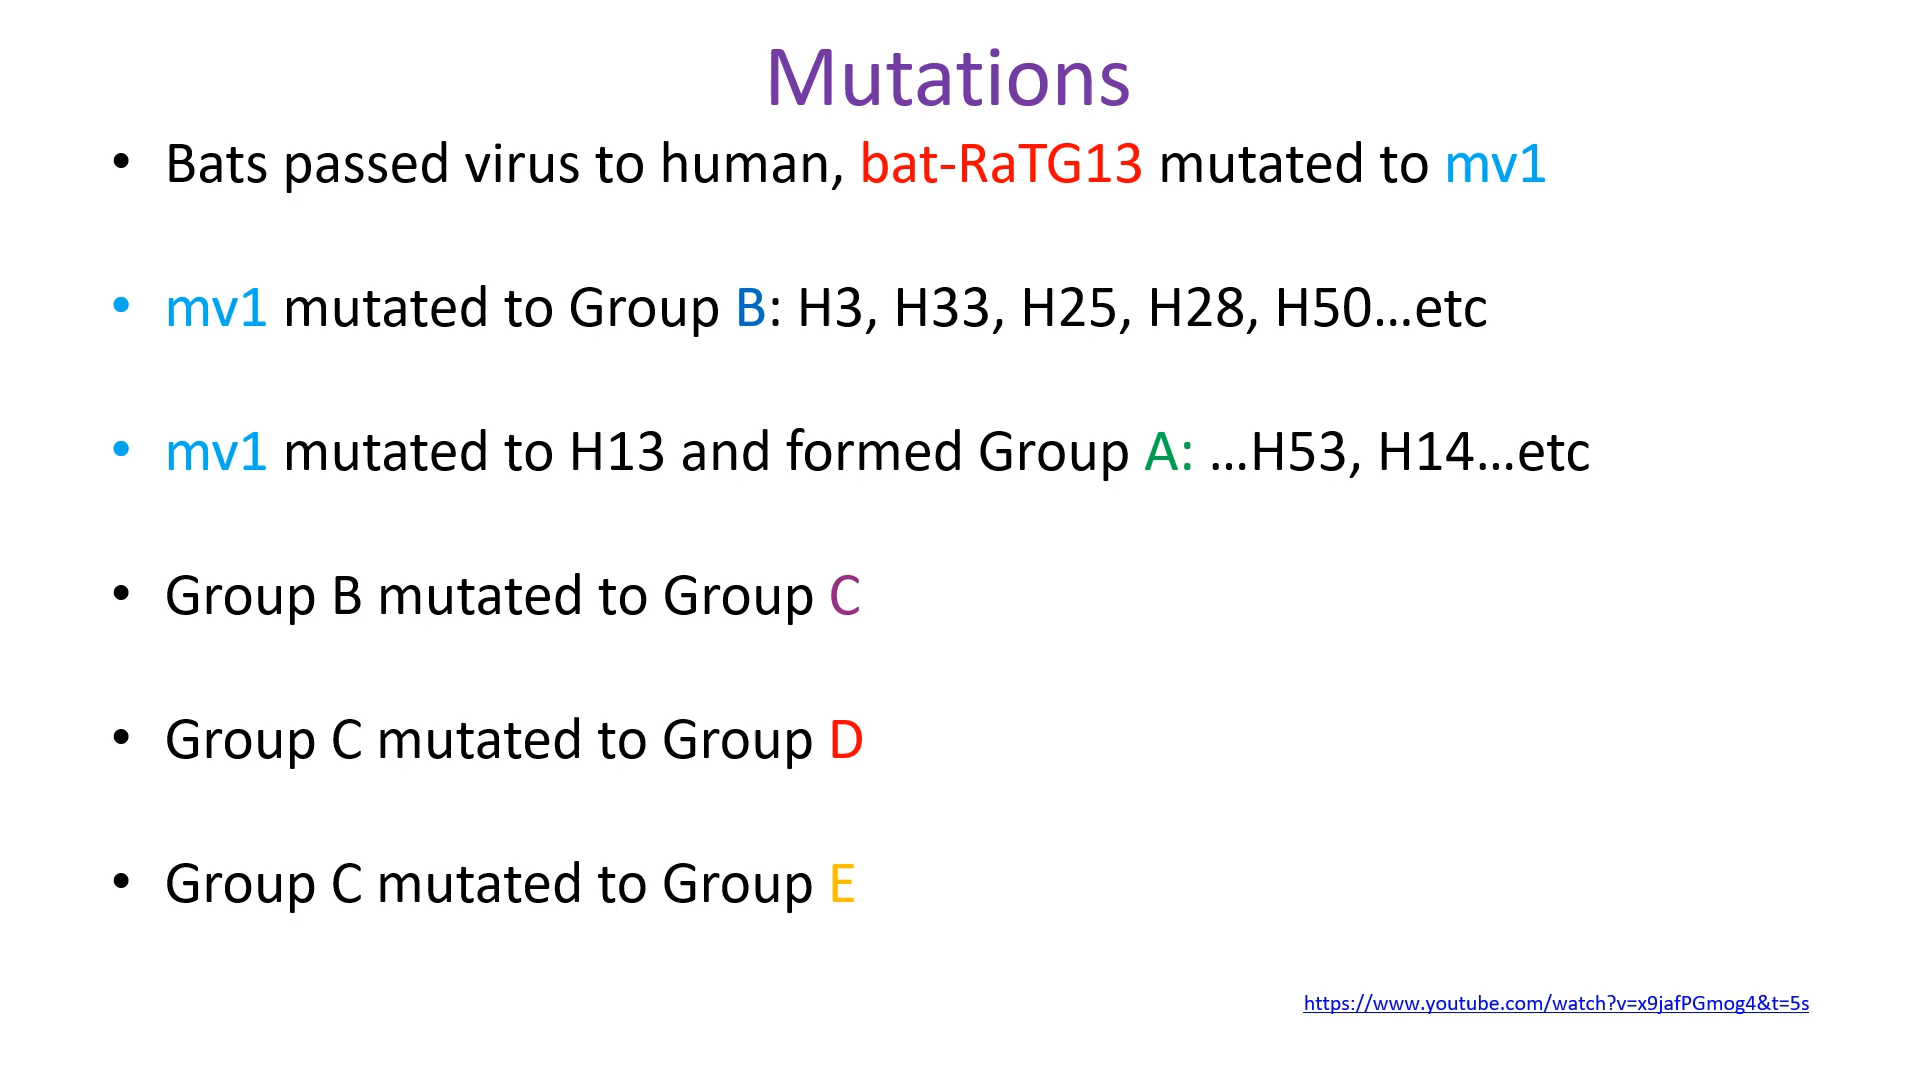 Mutations
• Bats passed virus to human, bat-RaTG13 mutated to mv1
• mv1 mutated to Group B: H3, H33, H25, H28, H50...etc
• mv1 mutated to H13 and formed Group A: ...H53, H14...etc
• Group B mutated to Group C
• Group C mutated to Group D
• Group C mutated to Group E
https://www.youtube.com/watch?v=x9jafPGmog4&t=5s